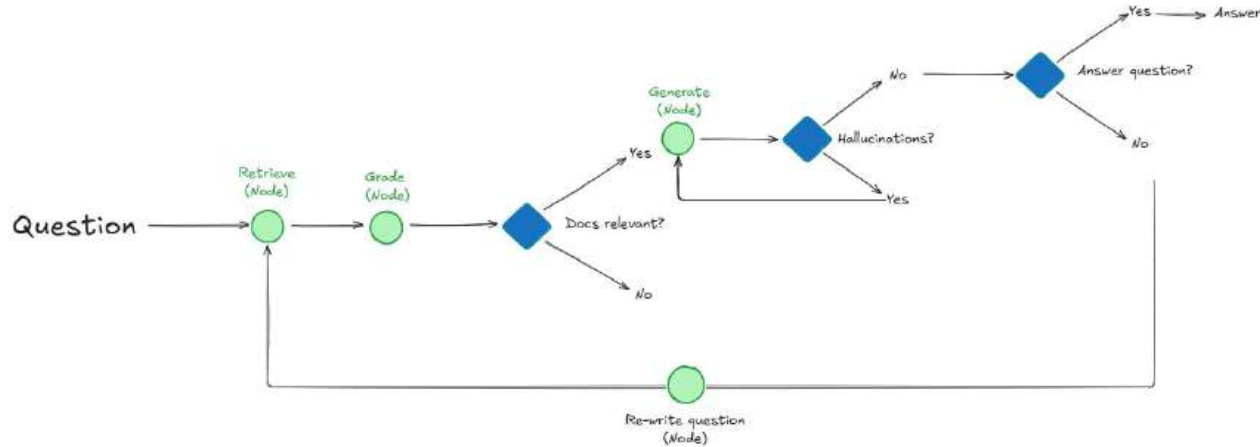 Yes
Answer
Answer question?
No
No
Generate
(Node)
Hallucinations?
Yes
Yes
Retrieve
(Node)
Grade
(Node)
Question
Docs relevant?
No
Re-write question
(Node)